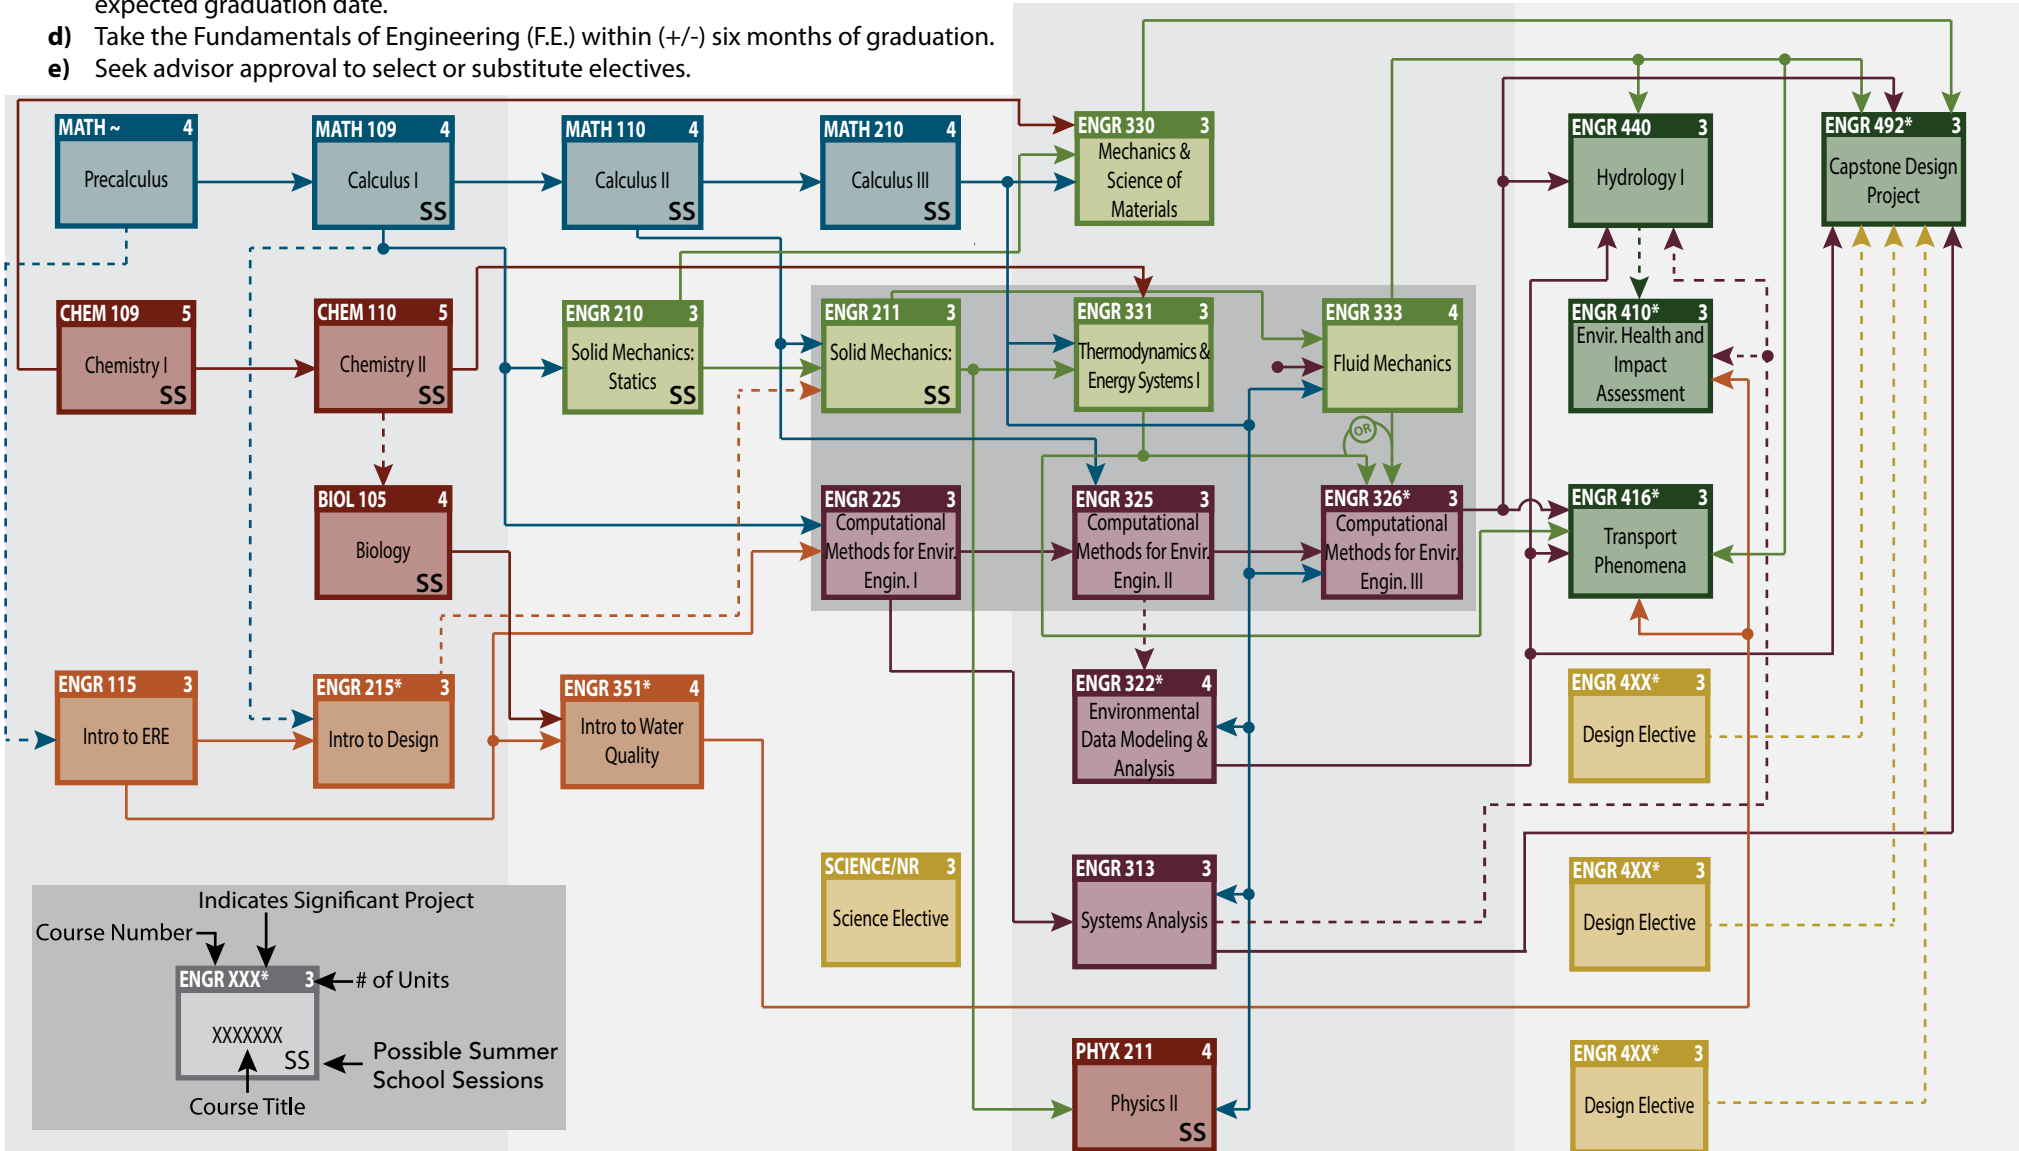 expected graduation date.
d) Take the Fundamentals of Engineering (F.E.) within (+/-) six months of graduation.
e) Seek advisor approval to select or substitute electives.
MATH ~ 4
Precalculus
MATH 109 4
Calculus I
SS
MATH 110 4
Calculus II
SS
MATH 210 4
Calculus III
SS
ENGR 330 3
Mechanics &
Science of
Materials
ENGR 440 3
Hydrology I
ENGR 492* 3
Capstone Design
Project
CHEM 109 5
Chemistry I
SS
CHEM 110 5
Chemistry II
SS
ENGR 210 3
Solid Mechanics:
Statics
SS
ENGR 211 3
Solid Mechanics:
SS
ENGR 331 3
Thermodynamics &
Energy Systems I
ENGR 333 4
Fluid Mechanics
OR
ENGR 410* 3
Envir. Health and
Impact
Assessment
BIOL 105 4
Biology
SS
ENGR 225 3
Computational
Methods for Envir.
Engin. I
ENGR 325 3
Computational
Methods for Envir.
Engin. II
ENGR 326* 3
Computational
Methods for Envir.
Engin. III
ENGR 416* 3
Transport
Phenomena
ENGR 115 3
Intro to ERE
ENGR 215* 3
Intro to Design
ENGR 351* 4
Intro to Water
Quality
ENGR 322* 4
Environmental
Data Modeling &
Analysis
ENGR 4XX* 3
Design Elective
SCIENCE/NR 3
Science Elective
ENGR 313 3
Systems Analysis
ENGR 4XX* 3
Design Elective
Indicates Significant Project
Course Number
ENGR XXX* 3
# of Units
XXXXXXX
SS
Possible Summer
School Sessions
Course Title
PHYX 211 4
Physics II
SS
ENGR 4XX* 3
Design Elective